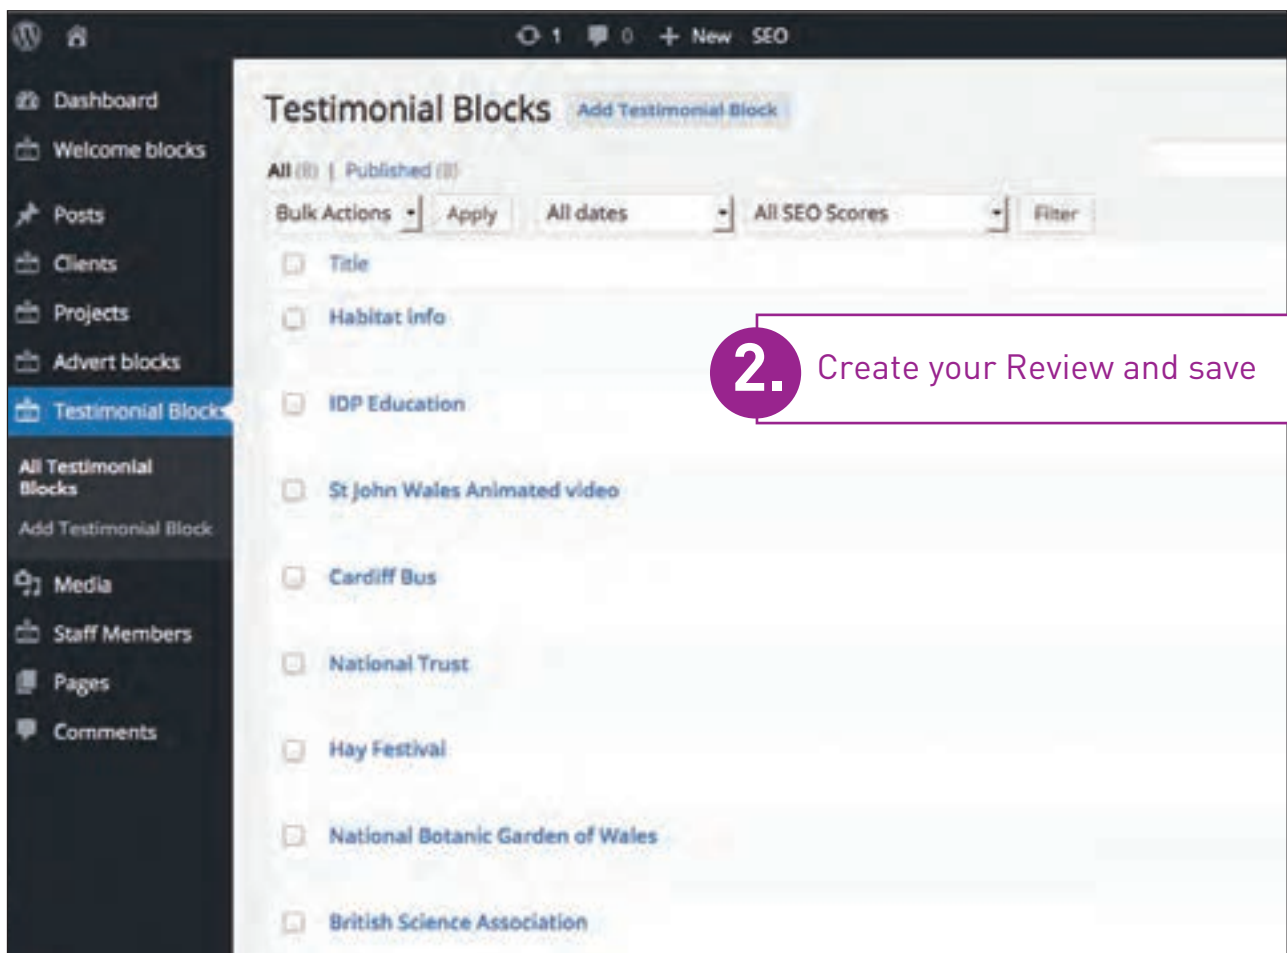 1 0 + New SEO
Dashboard
Welcome blocks
Posts
Clients
Projects
Advert blocks
Testimonial Blocks
All Testimonial
Blocks
Add Testimonial Block
Media
Staff Members
Pages
Comments
Testimonial Blocks Add Testimonial Block
All (8) | Published (8)
Bulk Actions Apply All dates All SEO Scores Filter
Title
Habitat info
IDP Education
St John Wales Animated video
Cardiff Bus
National Trust
Hay Festival
National Botanic Garden of Wales
British Science Association
2. Create your Review and save